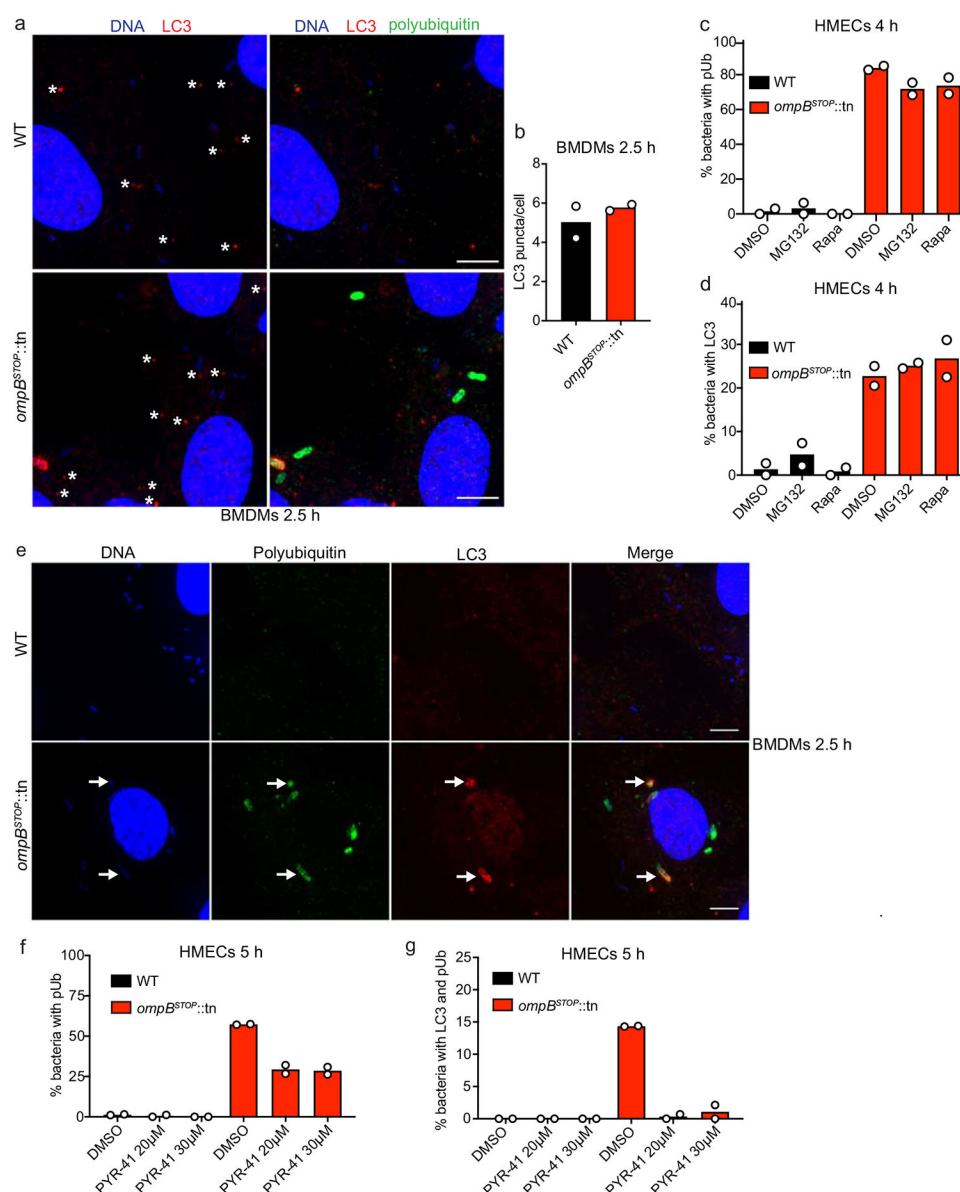 a
DNA LC3
DNA LC3 polyubiquitin
WT
* * * * * * * *
ompBSTOP::tn
* * * * * * * * * *
BMDMs 2.5 h
b
BMDMs 2.5 h
LC3 puncta/cell
8
6
4
2
0
WT
ompBSTOP::tn
c
HMECs 4 h
% bacteria with pUb
100
80
60
40
20
0
WT
ompBSTOP::tn
DMSO MG132 Rapa DMSO MG132 Rapa
d
HMECs 4 h
% bacteria with LC3
40
30
20
10
0
WT
ompBSTOP::tn
DMSO MG132 Rapa DMSO MG132 Rapa
e
DNA Polyubiquitin LC3 Merge
WT
ompBSTOP::tn
BMDMs 2.5 h
f
HMECs 5 h
% bacteria with pUb
100
75
50
25
0
WT
ompBSTOP::tn
DMSO PYR-41 20µM PYR-41 30µM DMSO PYR-41 20µM PYR-41 30µM
g
HMECs 5 h
% bacteria with LC3 and pUb
25
20
15
10
5
0
WT
ompBSTOP::tn
DMSO PYR-41 20µM PYR-41 30µM DMSO PYR-41 20µM PYR-41 30µM